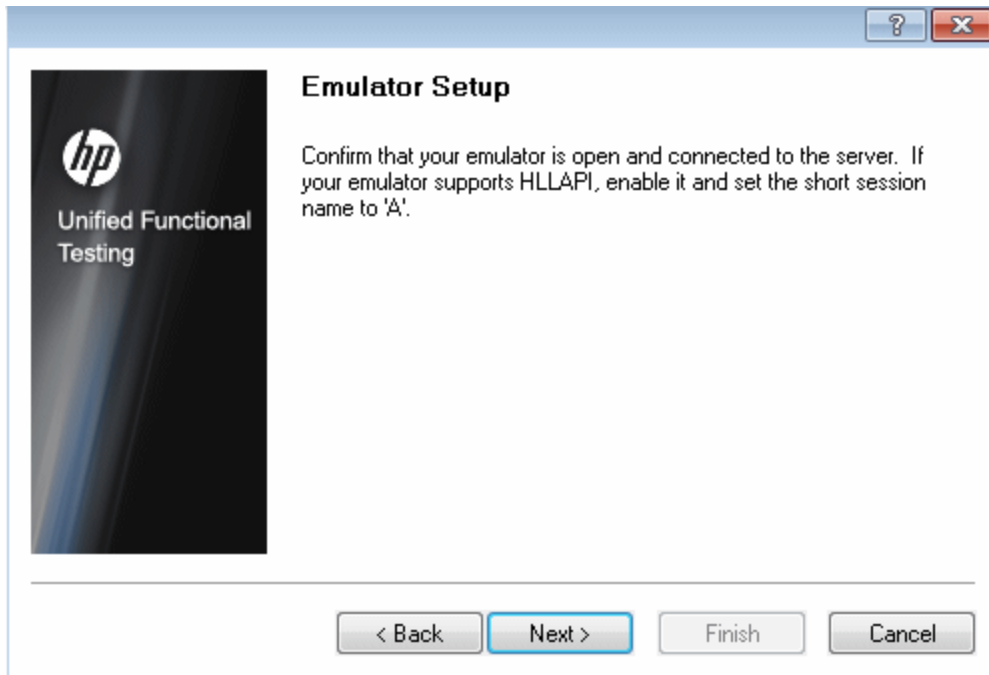 ?
X
Emulator Setup
hp
Confirm that your emulator is open and connected to the server.  If
your emulator supports HLLAPI, enable it and set the short session
name to 'A'.
Unified Functional
Testing
< Back
Next >
Finish
Cancel